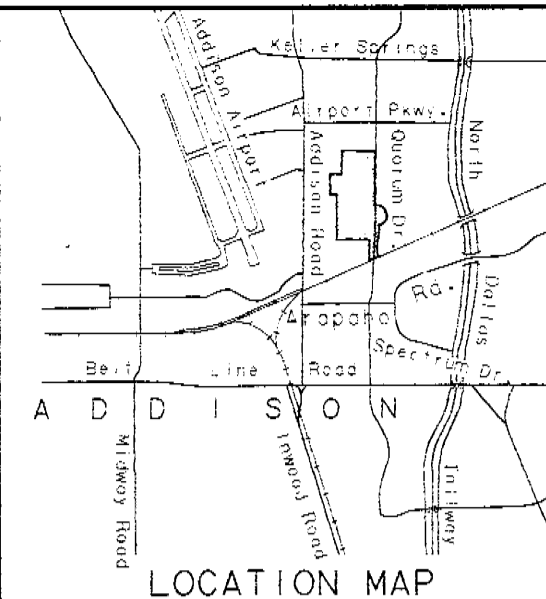 Keller Springs
Addison Airport
Airport Pkwy.
Addison Road
Quorum Dr.
North Dallas
Rd.
Arapaho
Spectrum Dr
Belt Line Road
A D D I S O N
Midway Road
Inwood Road
LOCATION MAP